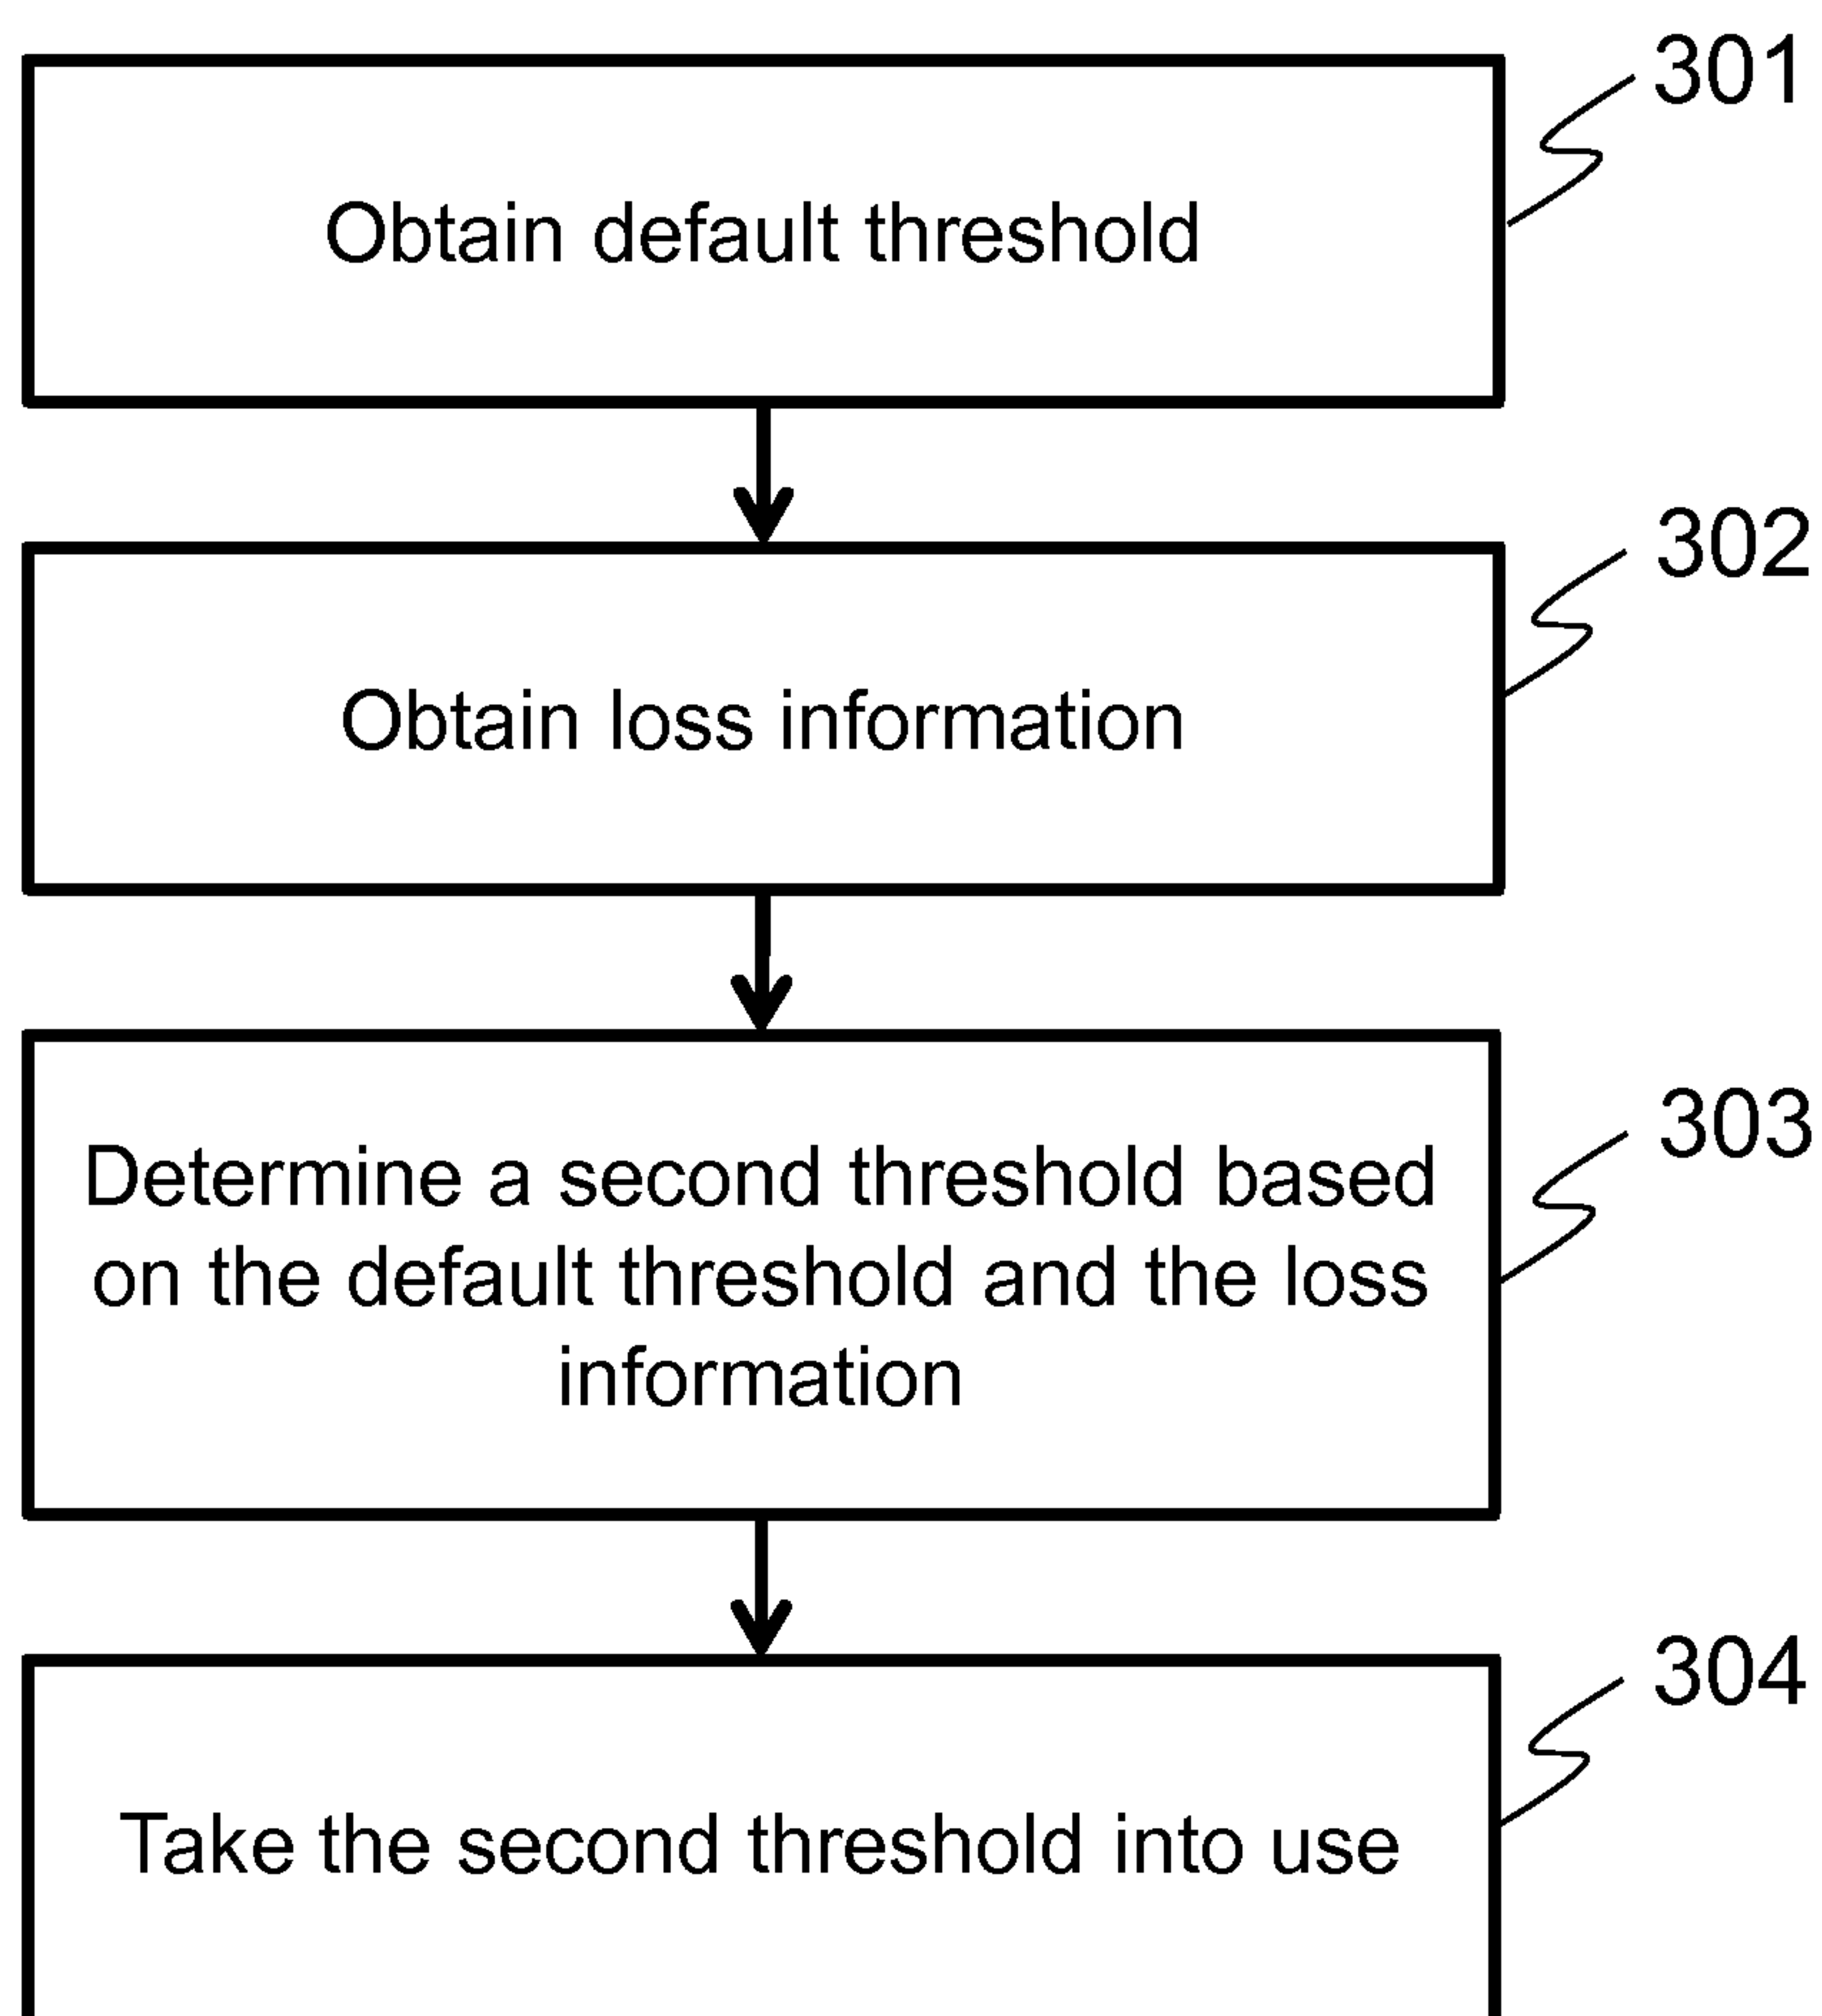 301
Obtain default threshold
302
Obtain loss information
303
Determine a second threshold based
on the default threshold and the loss
information
304
Take the second threshold into use